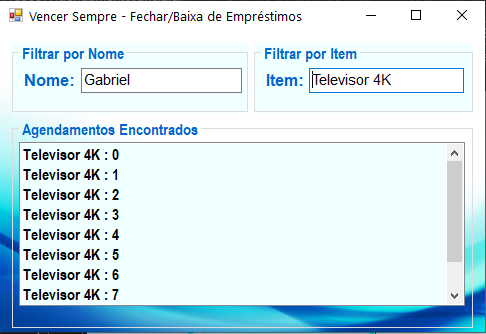 Vencer Sempre - Fechar/Baixa de Empréstimos
Filtrar por Nome
Nome: Gabriel
Filtrar por Item
Item: Televisor 4K
Agendamentos Encontrados
Televisor 4K : 0
Televisor 4K : 1
Televisor 4K : 2
Televisor 4K : 3
Televisor 4K : 4
Televisor 4K : 5
Televisor 4K : 6
Televisor 4K : 7